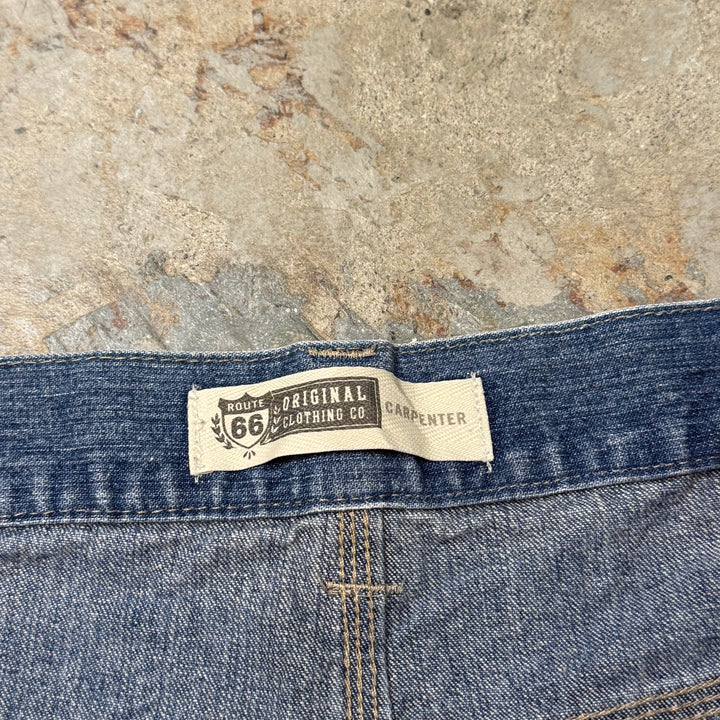 ROUTE
66
ORIGINAL
CLOTHING CO
CARPENTER